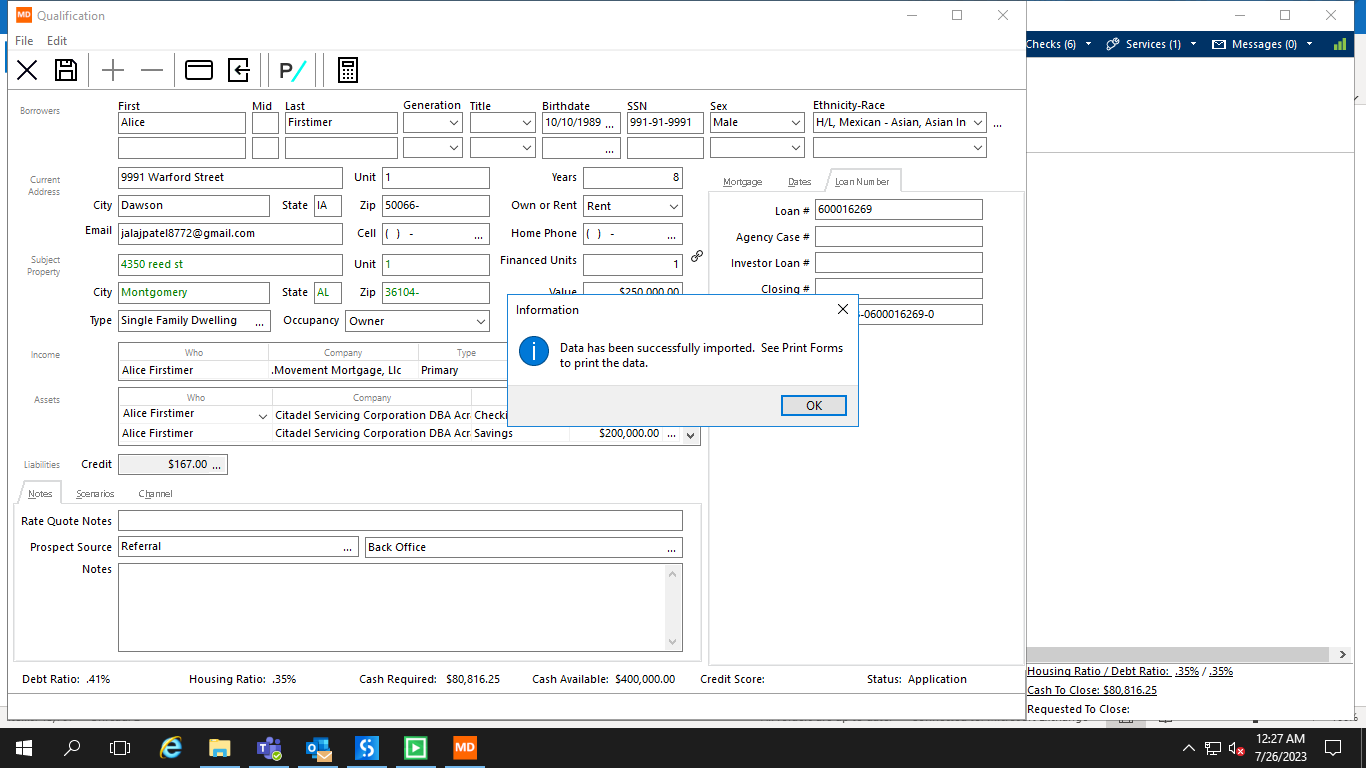 MD Qualification
Checks (6) Services (1) Messages (0)
File Edit
P/
Borrowers First Mid Last Generation Title Birthdate SSN Sex Ethnicity-Race
Alice Firstimer 10/10/1989 ... 991-91-9991 Male H/L, Mexican - Asian, Asian In ...
...
Current Address 9991 Warford Street Unit 1 Years 8
City Dawson State IA Zip 50066- Own or Rent Rent
Email jalajpatel8772@gmail.com Cell ( ) - ... Home Phone ( ) - ...
Subject Property 4350 reed st Unit 1 Financed Units 1
City Montgomery State AL Zip 36104- Value $250,000.00
Type Single Family Dwelling ... Occupancy Owner
Mortgage Dates Loan Number
Loan # 600016269
Agency Case #
Investor Loan #
Closing #
-0600016269-0
Information
Data has been successfully imported. See Print Forms
to print the data.
OK
Income Who Company Type
Alice Firstimer .Movement Mortgage, Llc Primary
Assets Who Company
Alice Firstimer Citadel Servicing Corporation DBA Acr Checki
Alice Firstimer Citadel Servicing Corporation DBA Acr Savings $200,000.00 ...
Liabilities Credit $167.00 ...
Notes Scenarios Channel
Rate Quote Notes
Prospect Source Referral ... Back Office ...
Notes
Debt Ratio: .41% Housing Ratio: .35% Cash Required: $80,816.25 Cash Available: $400,000.00 Credit Score: Status: Application
Housing Ratio / Debt Ratio: .35% / .35%
Cash To Close: $80,816.25
Requested To Close:
MD
12:27 AM
7/26/2023